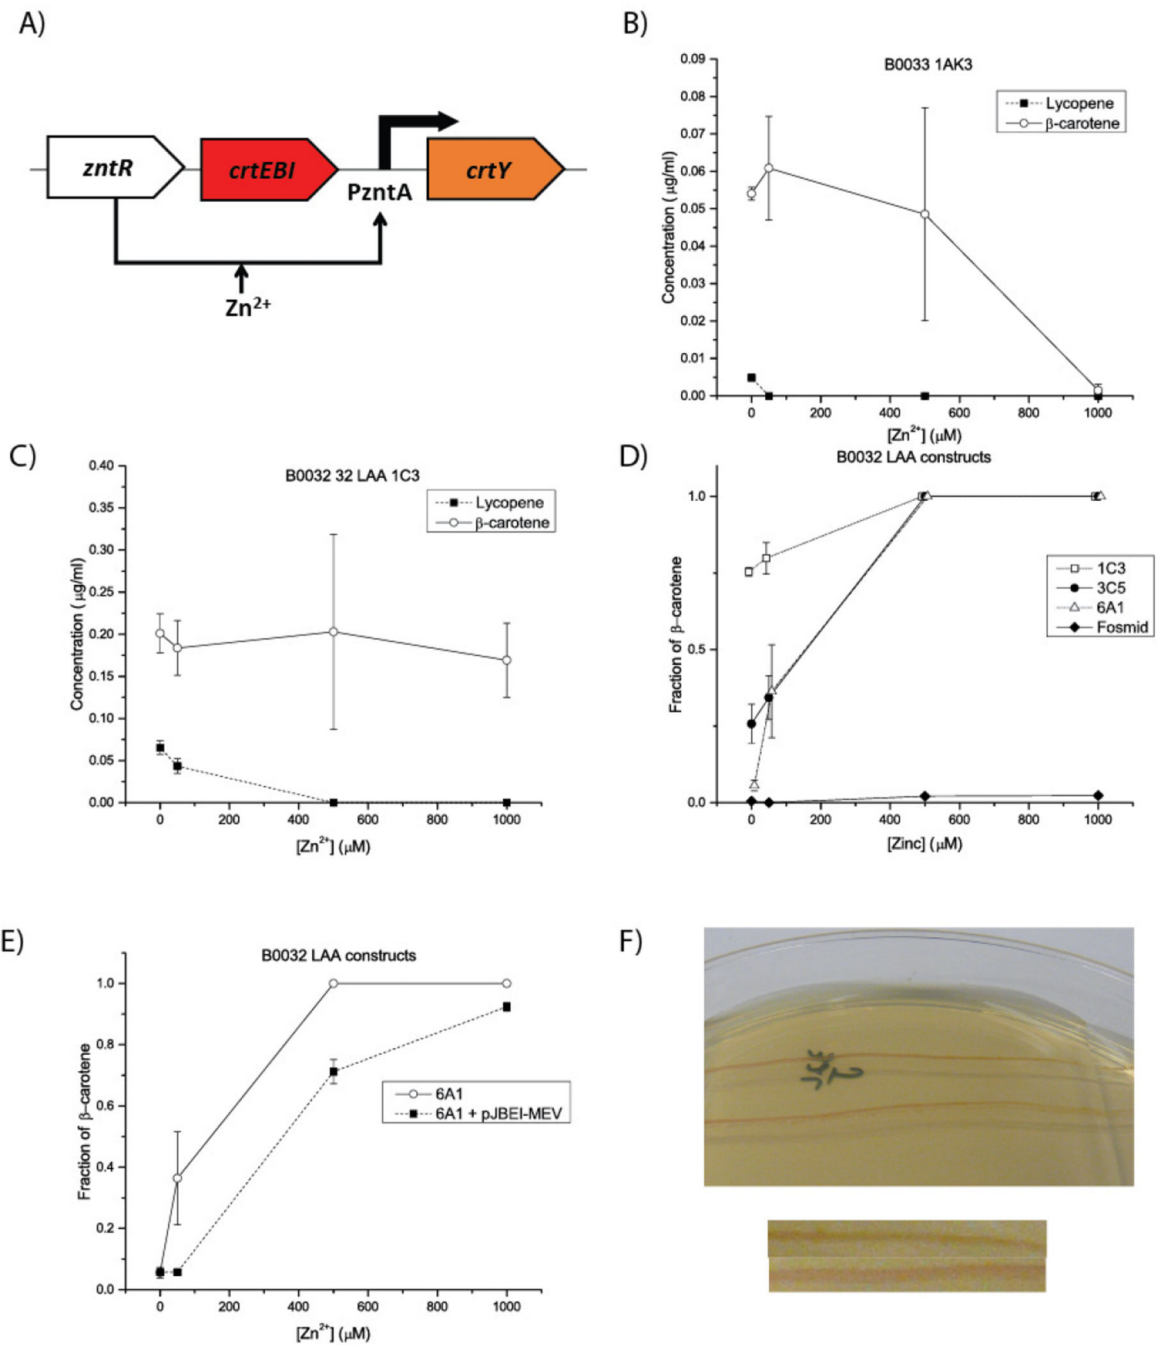 A)
zntR
crtEBI
PzntA
crtY
Zn2+
B)
B0033 1AK3
Lycopene
β-carotene
Concentration (μg/ml)
0.09
0.08
0.07
0.06
0.05
0.04
0.03
0.02
0.01
0.00
0 200 400 600 800 1000
[Zn2+] (μM)
C)
B0032 32 LAA 1C3
Lycopene
β-carotene
Concentration (μg/ml)
0.40
0.35
0.30
0.25
0.20
0.15
0.10
0.05
0.00
0 200 400 600 800 1000
[Zn2+] (μM)
D)
B0032 LAA constructs
1C3
3C5
6A1
Fosmid
Fraction of β-carotene
1.0
0.5
0.0
0 200 400 600 800 1000
[Zinc] (μM)
E)
B0032 LAA constructs
6A1
6A1 + pJBEI-MEV
Fraction of β-carotene
1.0
0.8
0.6
0.4
0.2
0.0
0 200 400 600 800 1000
[Zn2+] (μM)
F)